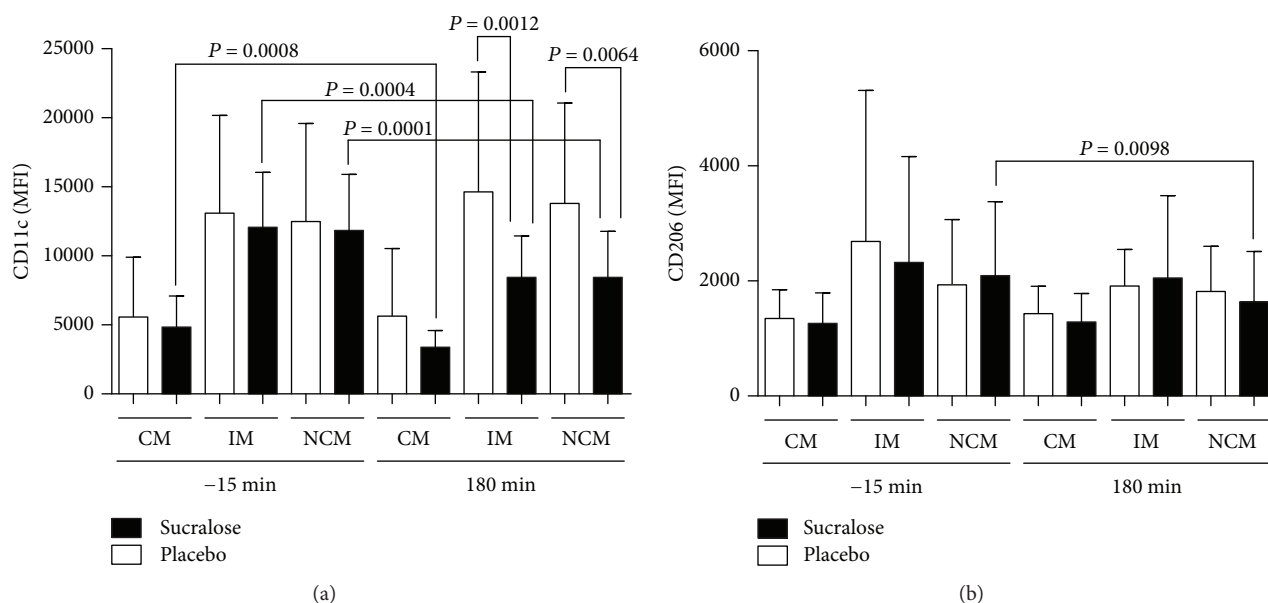 P = 0.0012
25000
P = 0.0008
P = 0.0064
20000
P = 0.0004
P = 0.0001
15000
10000
5000
0
CD11c (MFI)
CM IM NCM CM IM NCM
−15 min 180 min
Sucralose
Placebo
(a)
6000
P = 0.0098
4000
2000
0
CD206 (MFI)
CM IM NCM CM IM NCM
−15 min 180 min
Sucralose
Placebo
(b)